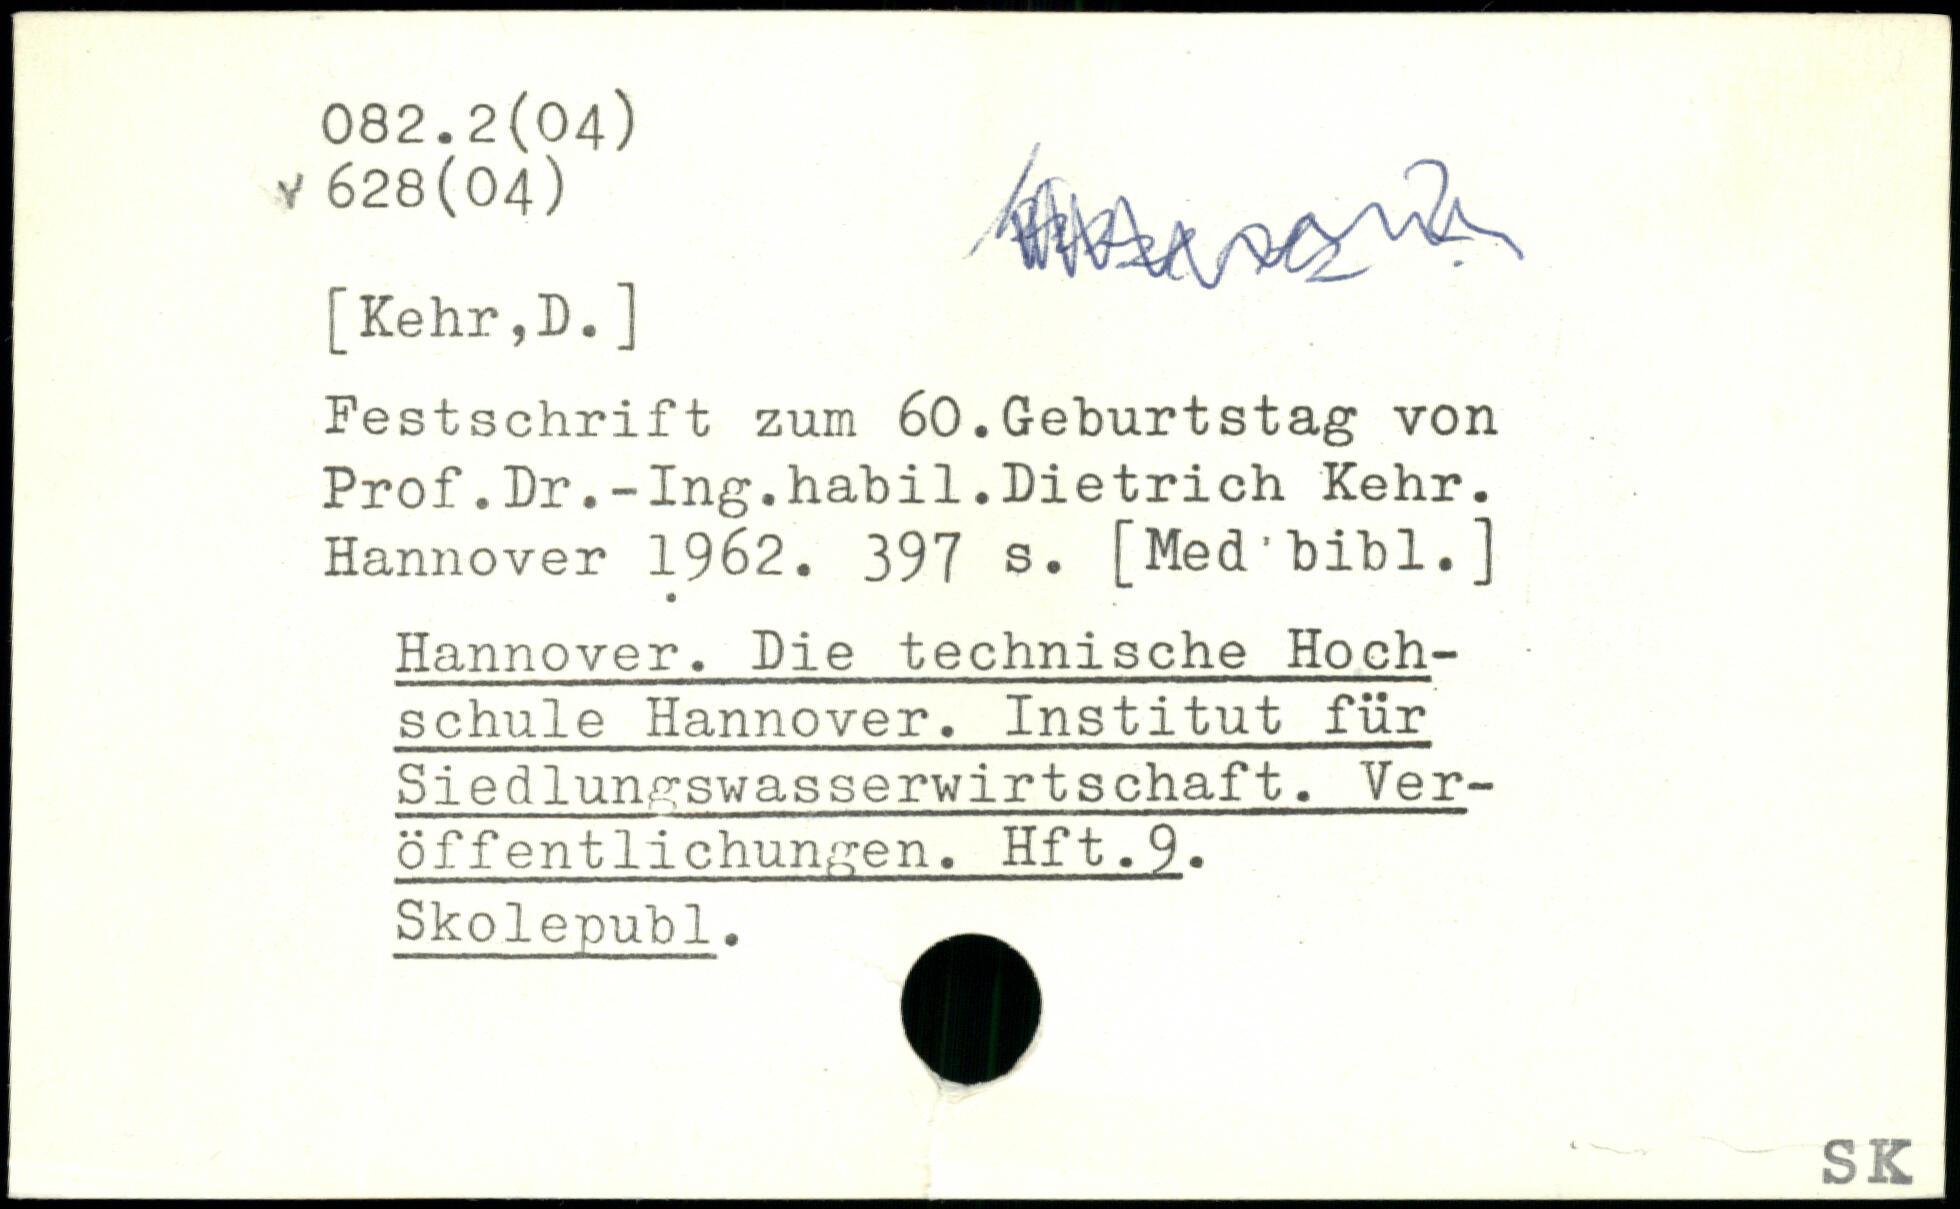 082.2(04)
v 628(04)
[Kehr,D.]
Festschrift zum 60.Geburtstag von
Prof.Dr.-Ing.habil.Dietrich Kehr.
Hannover 1962. 397 s. [Med'bibl.]
Hannover. Die technische Hoch-
schule Hannover. Institut für
Siedlungswasserwirtschaft. Ver-
öffentlichungen. Hft.9.
Skolepubl.
SK